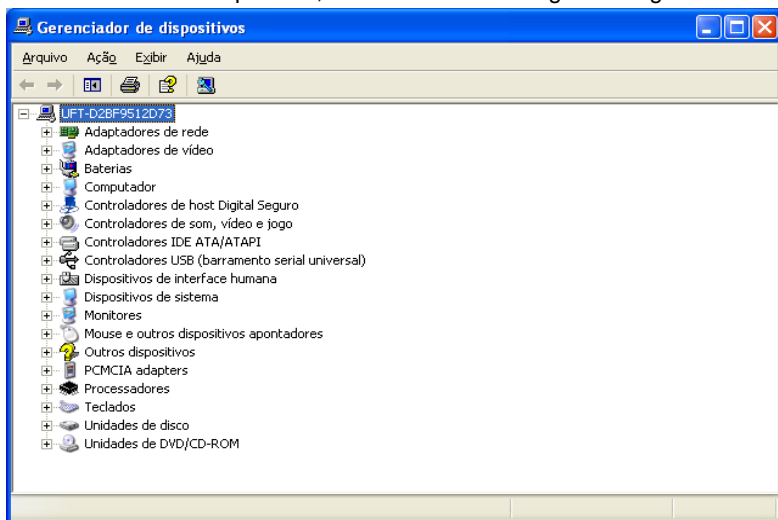 Gerenciador de dispositivos
Arquivo Ação Exibir Ajuda
UFT-D2BF9512D73
Adaptadores de rede
Adaptadores de vídeo
Baterias
Computador
Controladores de host Digital Seguro
Controladores de som, vídeo e jogo
Controladores IDE ATA/ATAPI
Controladores USB (barramento serial universal)
Dispositivos de interface humana
Dispositivos de sistema
Monitores
Mouse e outros dispositivos apontadores
Outros dispositivos
PCMCIA adapters
Processadores
Teclados
Unidades de disco
Unidades de DVD/CD-ROM